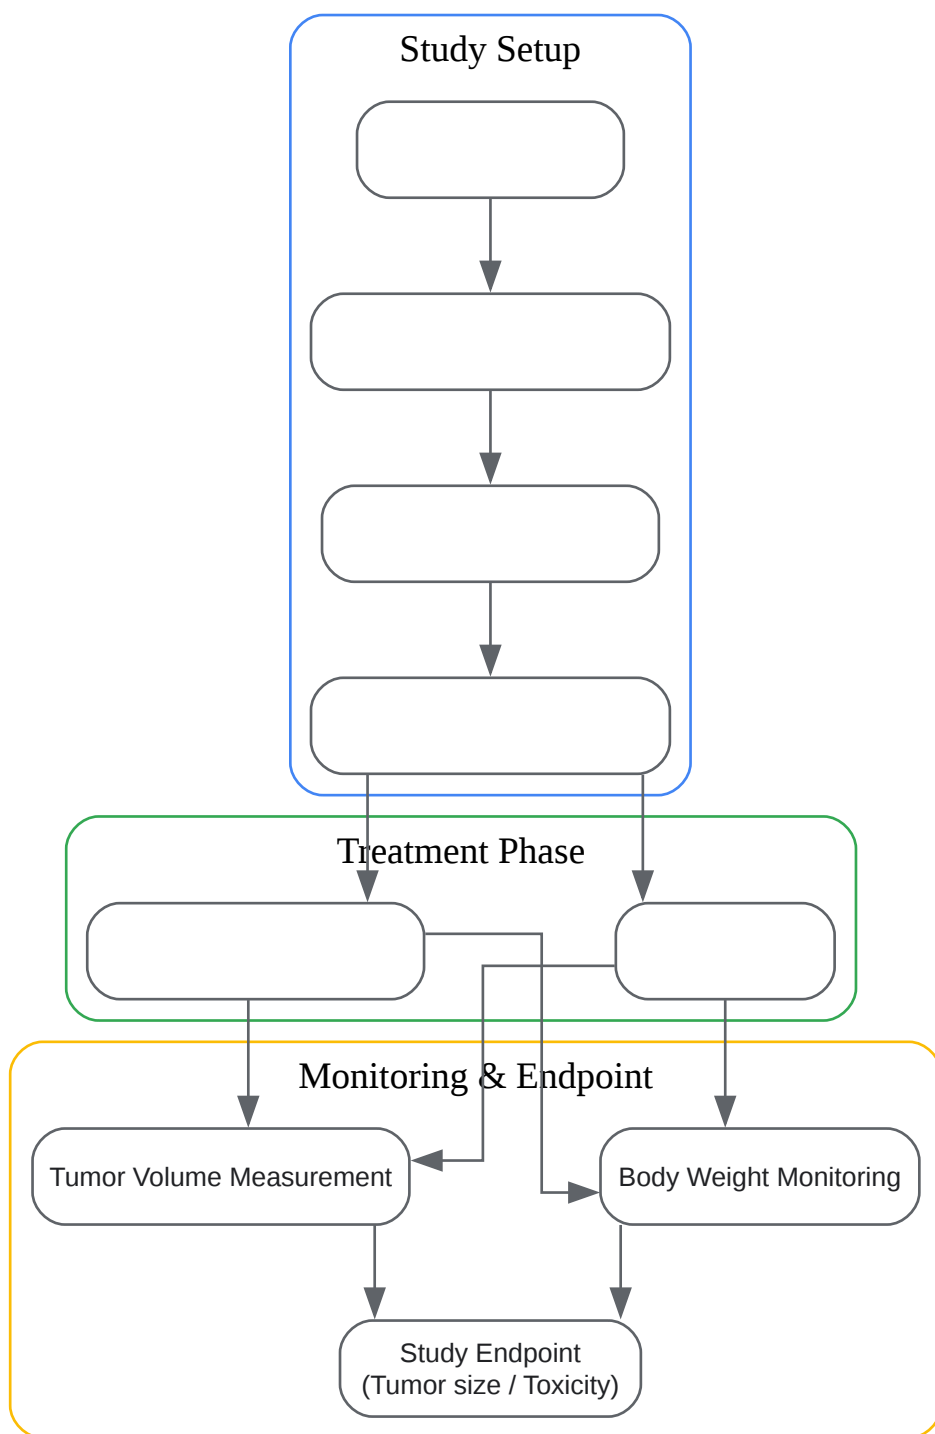 Study Setup
Treatment Phase
Monitoring & Endpoint
Tumor Volume Measurement
Body Weight Monitoring
Study Endpoint
(Tumor size / Toxicity)